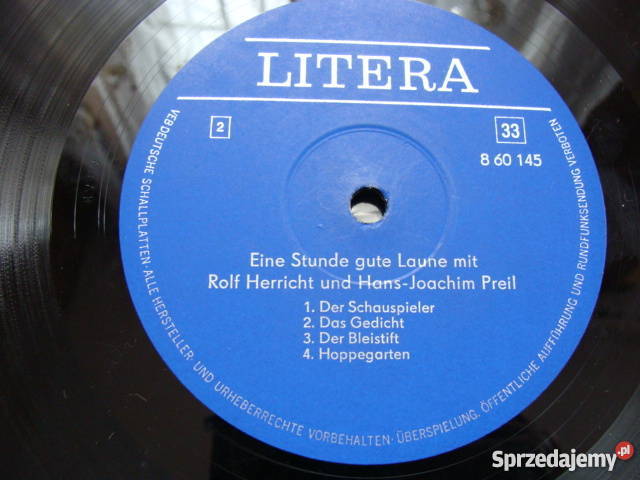 LITERA
2
33
8 60 145
Eine Stunde gute Laune mit
Rolf Herricht und Hans-Joachim Preil
1. Der Schauspieler
2. Das Gedicht
3. Der Bleistift
4. Hoppegarten
VEB DEUTSCHE SCHALLPLATTEN · ALLE HERSTELLER- UND URHEBERRECHTE VORBEHALTEN · ÜBERSPIELUNG, ÖFFENTLICHE AUFFÜHRUNG UND RUNDFUNKSENDUNG VERBOTEN
Sprzedajemy.pl